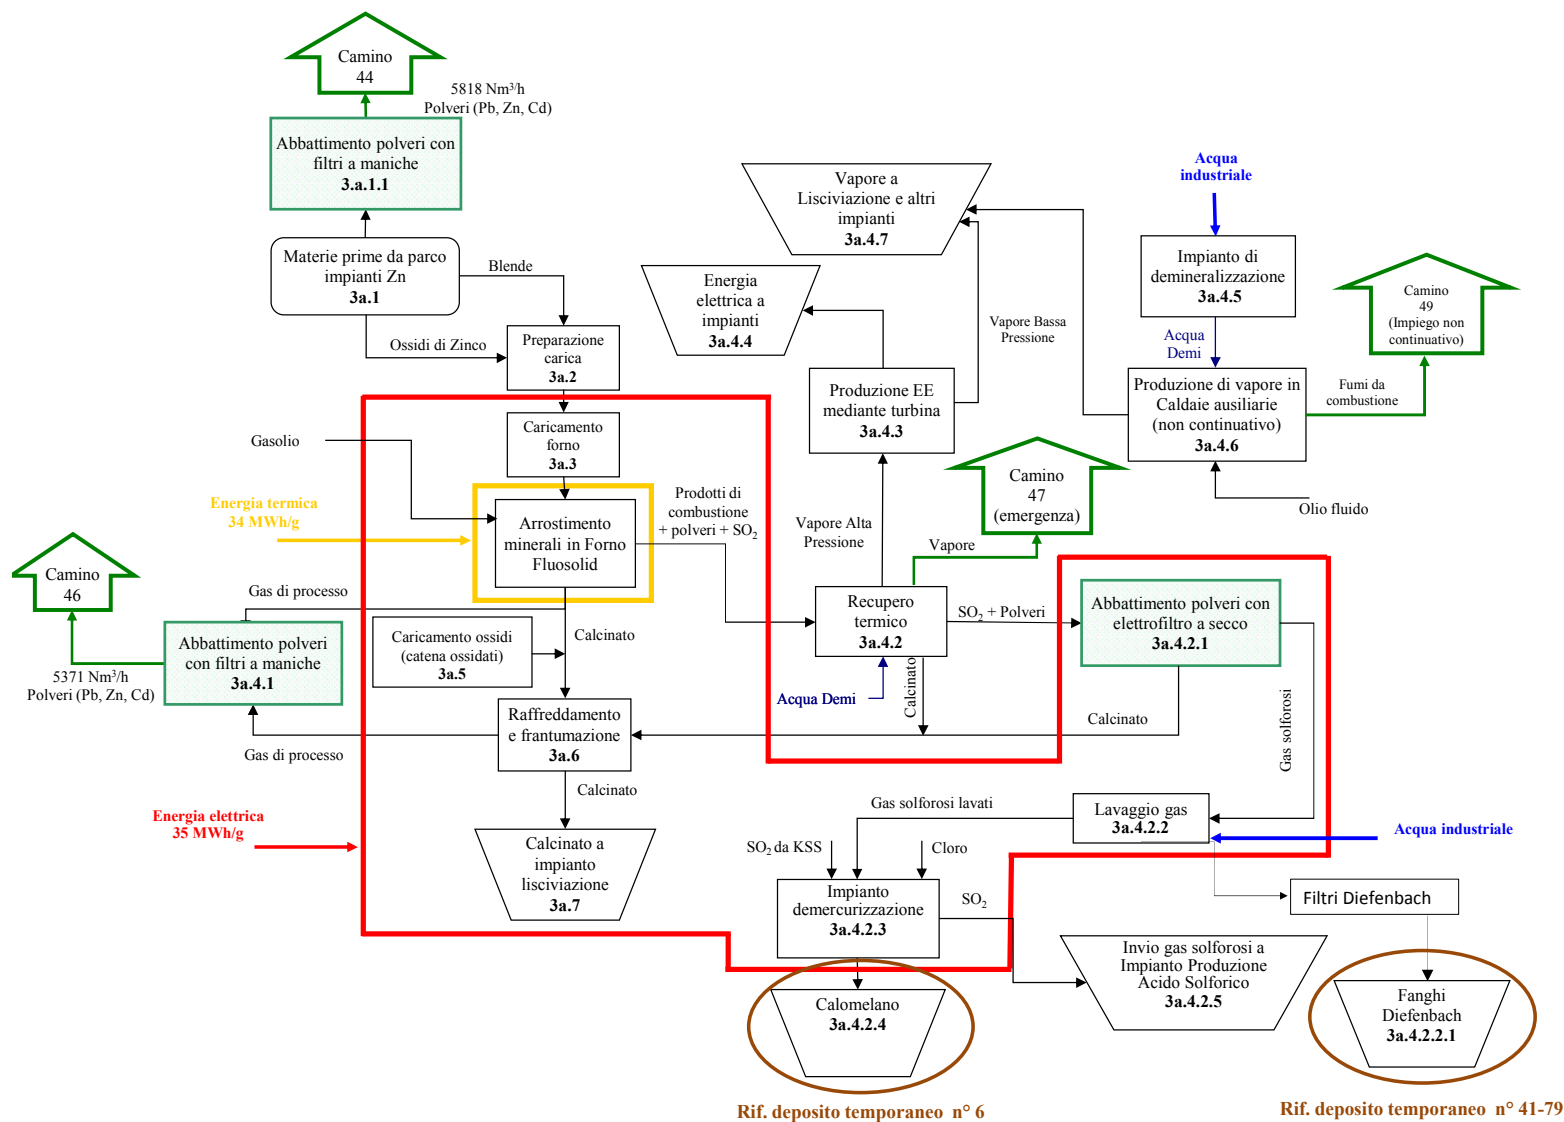 Camino
44
5818 Nm³/h
Polveri (Pb, Zn, Cd)
Abbattimento polveri con
filtri a maniche
3.a.1.1
Materie prime da parco
impianti Zn
3a.1
Blende
Ossidi di Zinco
Preparazione
carica
3a.2
Caricamento
forno
3a.3
Gasolio
Energia termica
34 MWh/g
Arrostimento
minerali in Forno
Fluosolid
Prodotti di
combustione
+ polveri + SO₂
Camino
46
Gas di processo
Abbattimento polveri
con filtri a maniche
3a.4.1
5371 Nm³/h
Polveri (Pb, Zn, Cd)
Calcinato
Caricamento ossidi
(catena ossidati)
3a.5
Raffreddamento
e frantumazione
3a.6
Gas di processo
Calcinato
Energia elettrica
35 MWh/g
Calcinato a
impianto
lisciviazione
3a.7
Vapore a
Lisciviazione e altri
impianti
3a.4.7
Energia
elettrica a
impianti
3a.4.4
Vapore Bassa
Pressione
Produzione EE
mediante turbina
3a.4.3
Vapore Alta
Pressione
Camino
47
(emergenza)
Vapore
Recupero
termico
3a.4.2
SO₂ + Polveri
Acqua Demi
Calcinato
Abbattimento polveri con
elettrofiltro a secco
3a.4.2.1
Calcinato
Gas solforosi
Acqua
industriale
Impianto di
demineralizzazione
3a.4.5
Acqua
Demi
Produzione di vapore in
Caldaie ausiliarie
(non continuativo)
3a.4.6
Olio fluido
Fumi da
combustione
Camino
49
(Impiego non
continuativo)
Lavaggio gas
3a.4.2.2
Acqua industriale
Gas solforosi lavati
SO₂ da KSS
Cloro
Impianto
demercurizzazione
3a.4.2.3
SO₂
Filtri Diefenbach
Calomelano
3a.4.2.4
Invio gas solforosi a
Impianto Produzione
Acido Solforico
3a.4.2.5
Fanghi
Diefenbach
3a.4.2.2.1
Rif. deposito temporaneo n° 6
Rif. deposito temporaneo n° 41-79